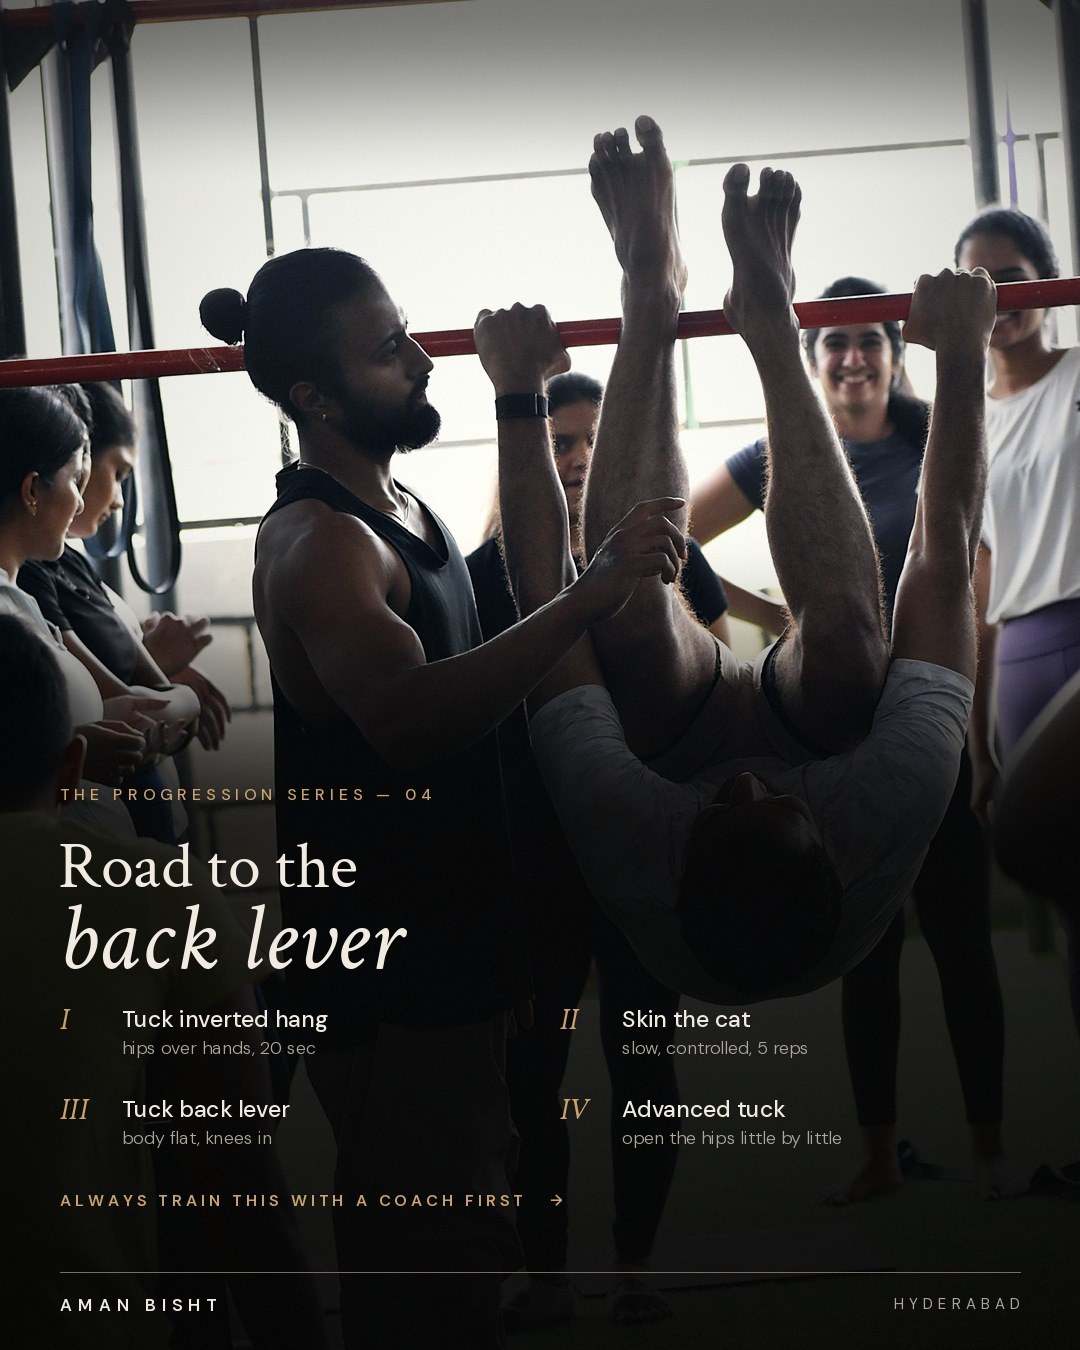 THE PROGRESSION SERIES — 04
Road to the
back lever
I Tuck inverted hang
hips over hands, 20 sec
II Skin the cat
slow, controlled, 5 reps
III Tuck back lever
body flat, knees in
IV Advanced tuck
open the hips little by little
ALWAYS TRAIN THIS WITH A COACH FIRST →
AMAN BISHT
HYDERABAD